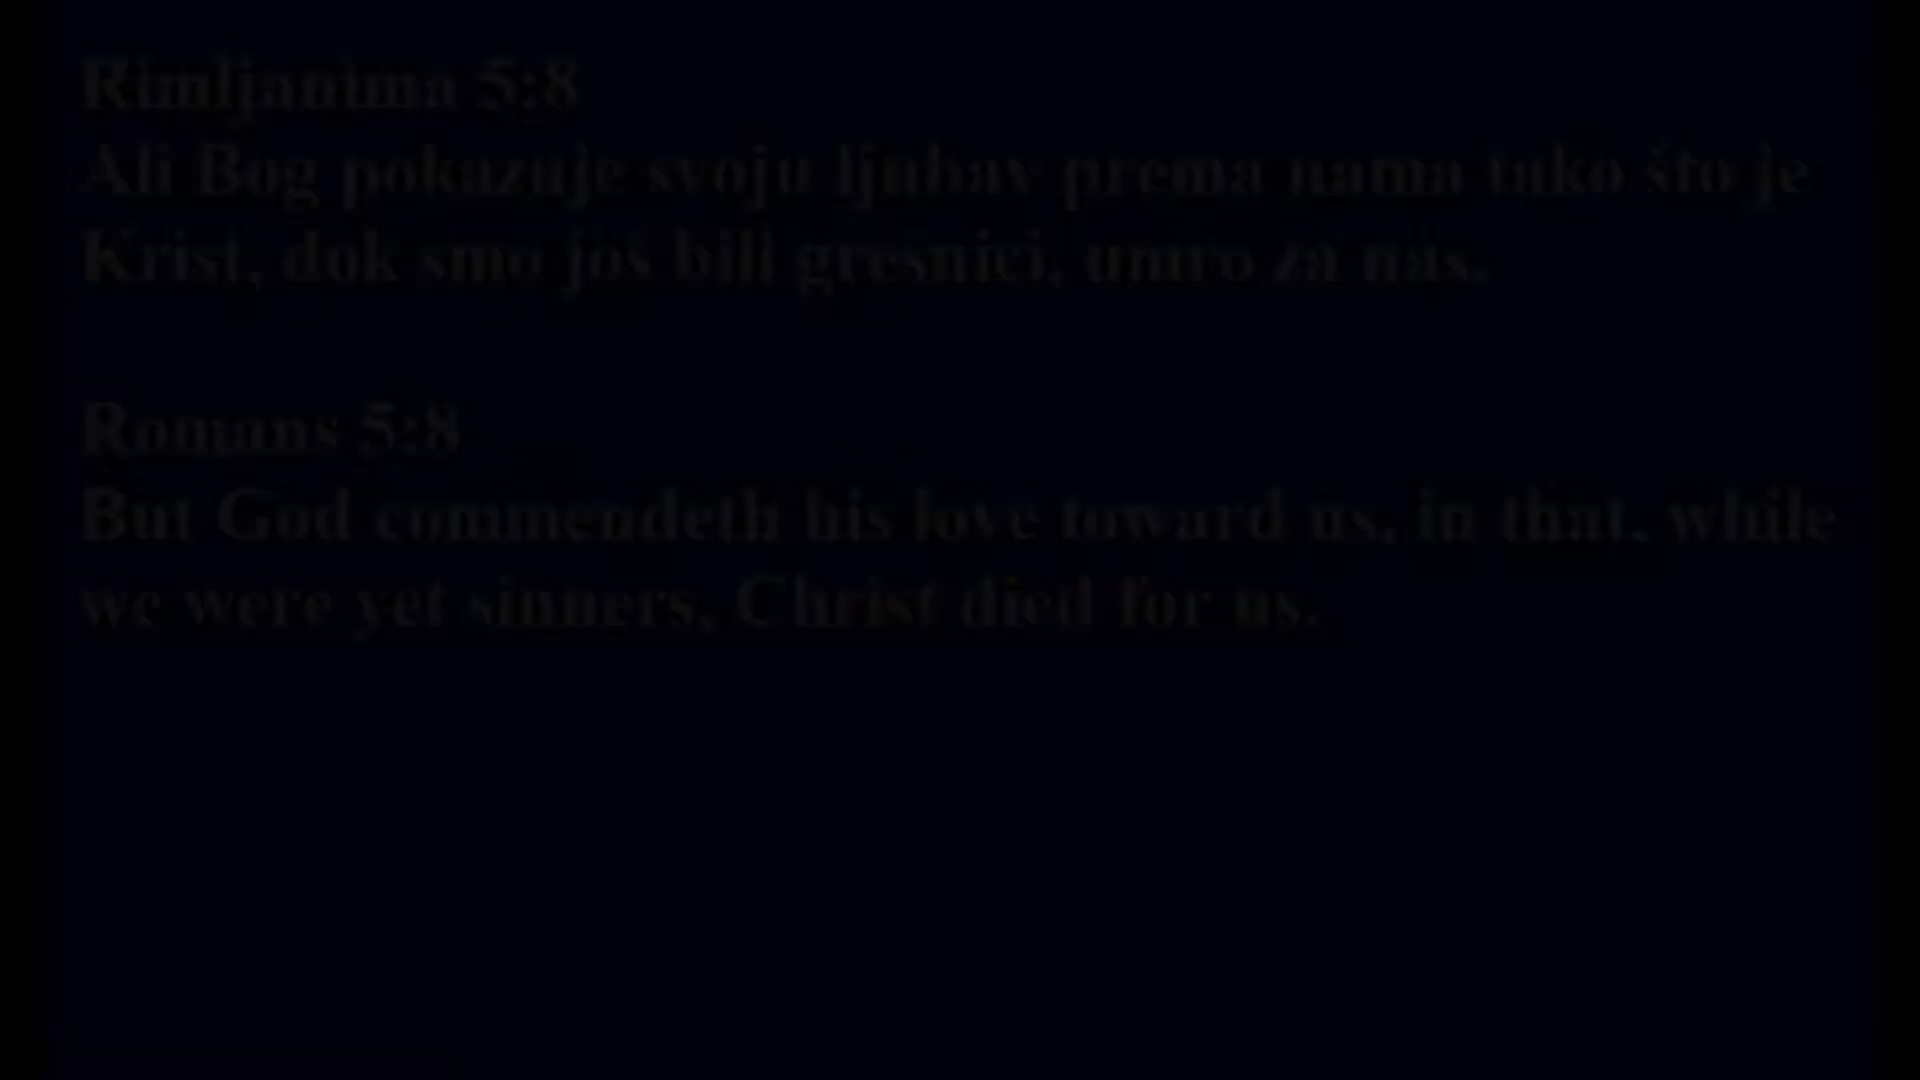 Rimljanima 5:8
Ali Bog pokazuje svoju ljubav prema nama tako što je
Krist, dok smo još bili grešnici, umro za nas.
Romans 5:8
But God commendeth his love toward us, in that, while
we were yet sinners, Christ died for us.